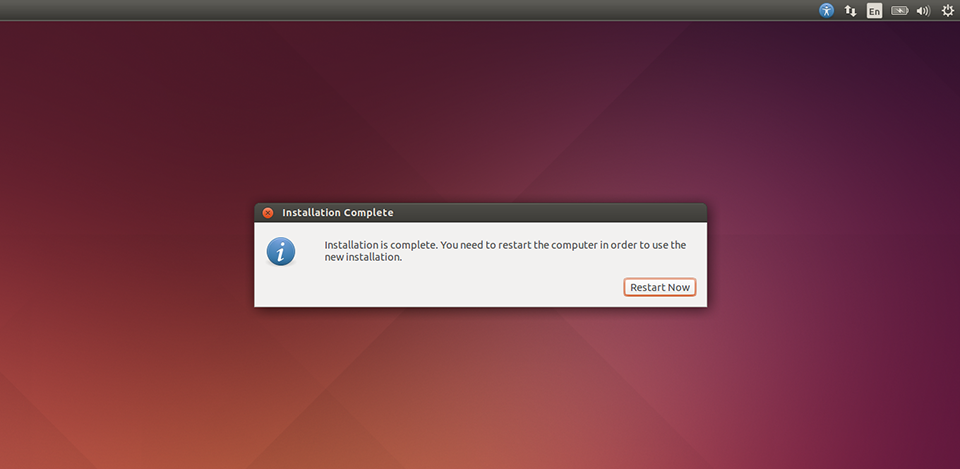 En
Installation Complete
Installation is complete. You need to restart the computer in order to use the
new installation.
Restart Now